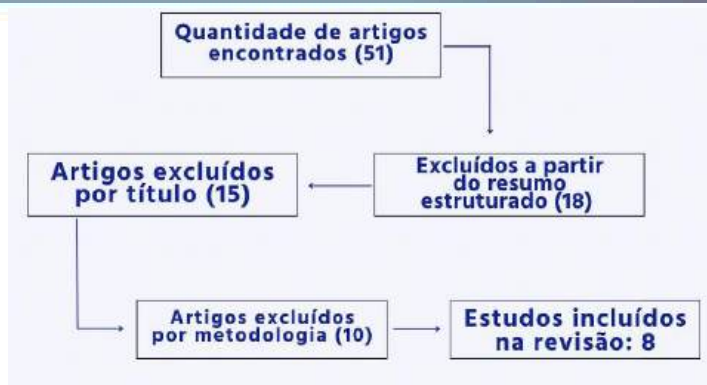 Quantidade de artigos
encontrados (51)
Excluídos a partir
do resumo
estruturado (18)
Artigos excluídos
por título (15)
Artigos excluídos
por metodologia (10)
Estudos incluídos
na revisão: 8